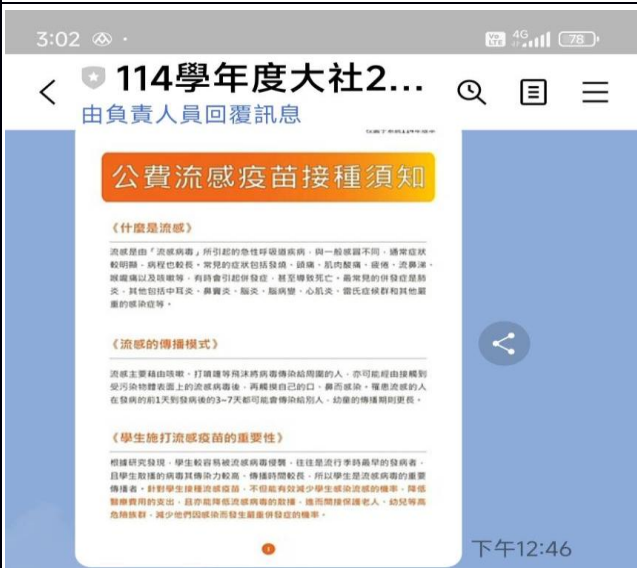 3:02
VoLTE 4G 78
114學年度大社2...
由負責人員回覆訊息
公費流感疫苗接種須知
《什麼是流感》
流感是由「流感病毒」所引起的急性呼吸道疾病，與一般感冒不同，通常症狀
較明顯，病程也較長。常見的症狀包括發燒、頭痛、肌肉酸痛、疲倦、流鼻涕、
喉嚨痛以及咳嗽等，有時會引起併發症，甚至導致死亡。最常見的併發症是肺
炎，其他包括中耳炎、鼻竇炎、腦炎、腦病變、心肌炎、雷氏症候群和其他嚴
重的感染症等。
《流感的傳播模式》
流感主要藉由咳嗽、打噴嚏等飛沫將病毒傳染給周圍的人，亦可能經由接觸到
受污染物體表面上的流感病毒後，再觸摸自己的口、鼻而感染。罹患流感的人
在發病的前1天到發病後的3~7天都可能會傳染給別人，幼童的傳播期則更長。
《學生施打流感疫苗的重要性》
根據研究發現，學生較容易被流感病毒侵襲，往往是流行季時最早的發病者，
且學生散播的病毒其傳染力較高、傳播時間較長，所以學生是流感病毒的重要
傳播者。針對學生接種流感疫苗，不但能有效減少學生感染流感的機率，降低
醫療費用的支出，且亦能降低流感病毒的散播，進而間接保護老人、幼兒等高
危險族群，減少他們因感染而發生嚴重併發症的機率。
下午12:46